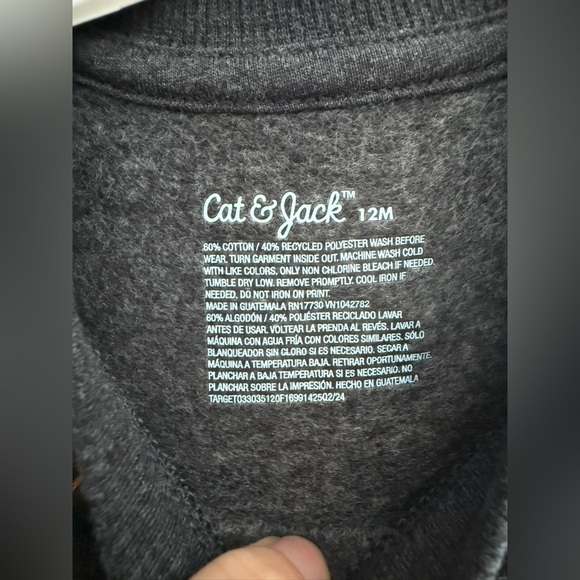 Cat & Jack™ 12M
60% COTTON / 40% RECYCLED POLYESTER WASH BEFORE
WEAR. TURN GARMENT INSIDE OUT. MACHINE WASH COLD
WITH LIKE COLORS. ONLY NON CHLORINE BLEACH IF NEEDED.
TUMBLE DRY LOW. REMOVE PROMPTLY. COOL IRON IF
NEEDED. DO NOT IRON ON PRINT.
MADE IN GUATEMALA RN17730 VN1042782
60% ALGODÓN / 40% POLIÉSTER RECICLADO LAVAR
ANTES DE USAR. VOLTEAR LA PRENDA AL REVÉS. LAVAR A
MÁQUINA CON AGUA FRÍA CON COLORES SIMILARES. SÓLO
BLANQUEADOR SIN CLORO SI ES NECESARIO. SECAR A
MÁQUINA A TEMPERATURA BAJA. RETIRAR OPORTUNAMENTE.
PLANCHAR A BAJA TEMPERATURA SI ES NECESARIO. NO
PLANCHAR SOBRE LA IMPRESIÓN. HECHO EN GUATEMALA
TARGET033035120F1699142502/24